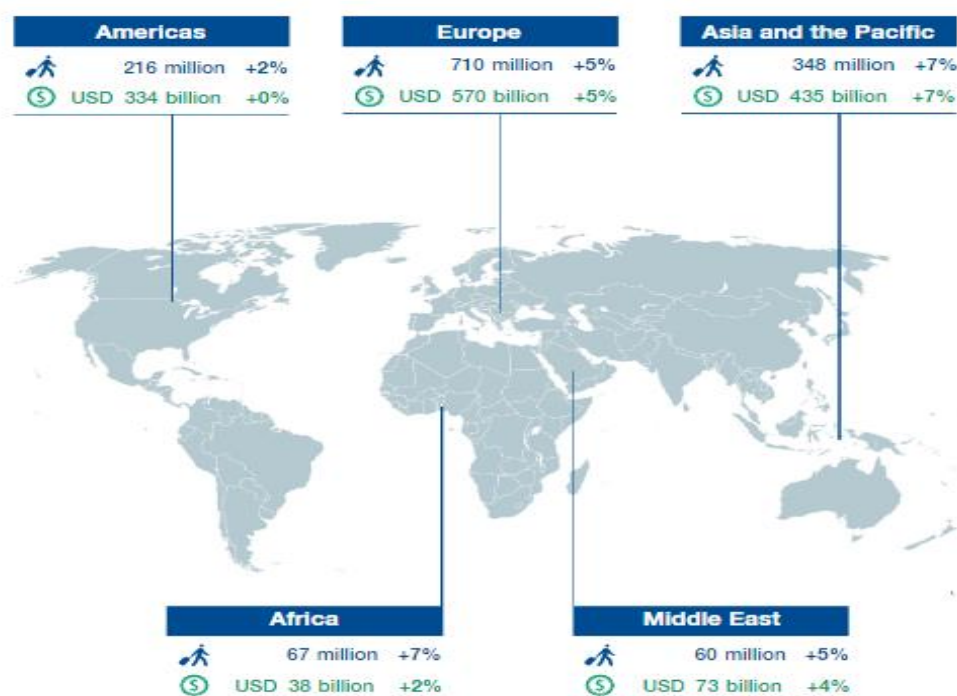 Americas
216 million +2%
USD 334 billion +0%
Europe
710 million +5%
USD 570 billion +5%
Asia and the Pacific
348 million +7%
USD 435 billion +7%
Africa
67 million +7%
USD 38 billion +2%
Middle East
60 million +5%
USD 73 billion +4%